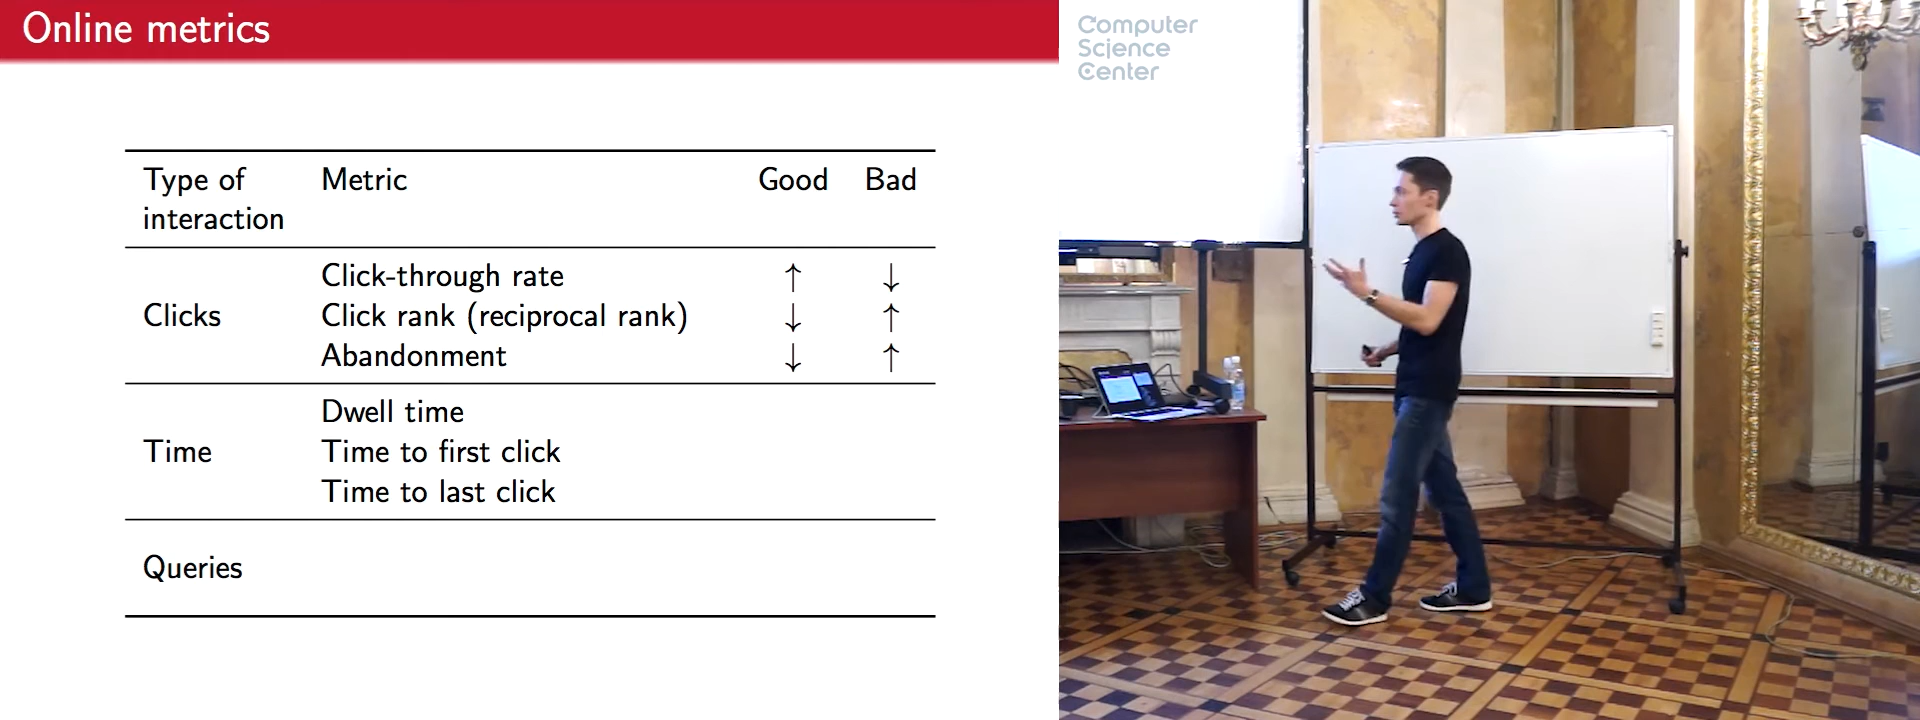 Online metrics
Type of interaction Metric Good Bad
Clicks
Click-through rate ↑ ↓
Click rank (reciprocal rank) ↓ ↑
Abandonment ↓ ↑
Time
Dwell time
Time to first click
Time to last click
Queries
Computer
Science
Center